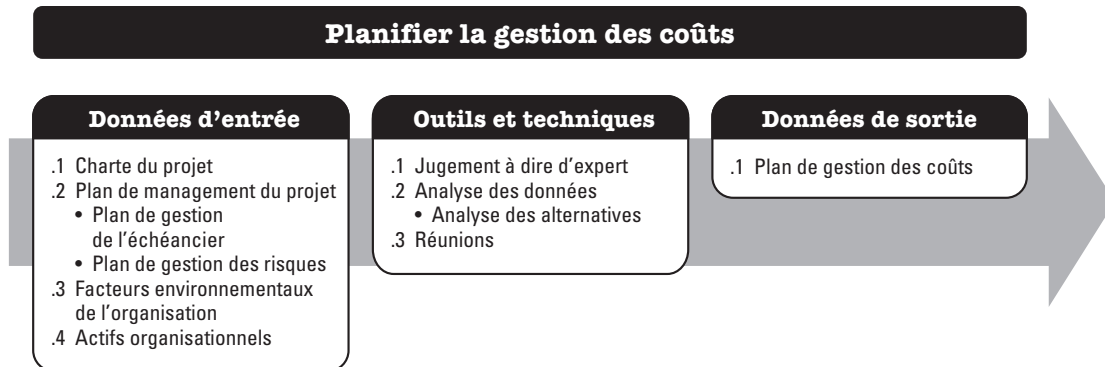 Planifier la gestion des coûts
Données d'entrée
.1 Charte du projet
.2 Plan de management du projet
• Plan de gestion
de l'échéancier
• Plan de gestion des risques
.3 Facteurs environnementaux
de l'organisation
.4 Actifs organisationnels
Outils et techniques
.1 Jugement à dire d'expert
.2 Analyse des données
• Analyse des alternatives
.3 Réunions
Données de sortie
.1 Plan de gestion des coûts